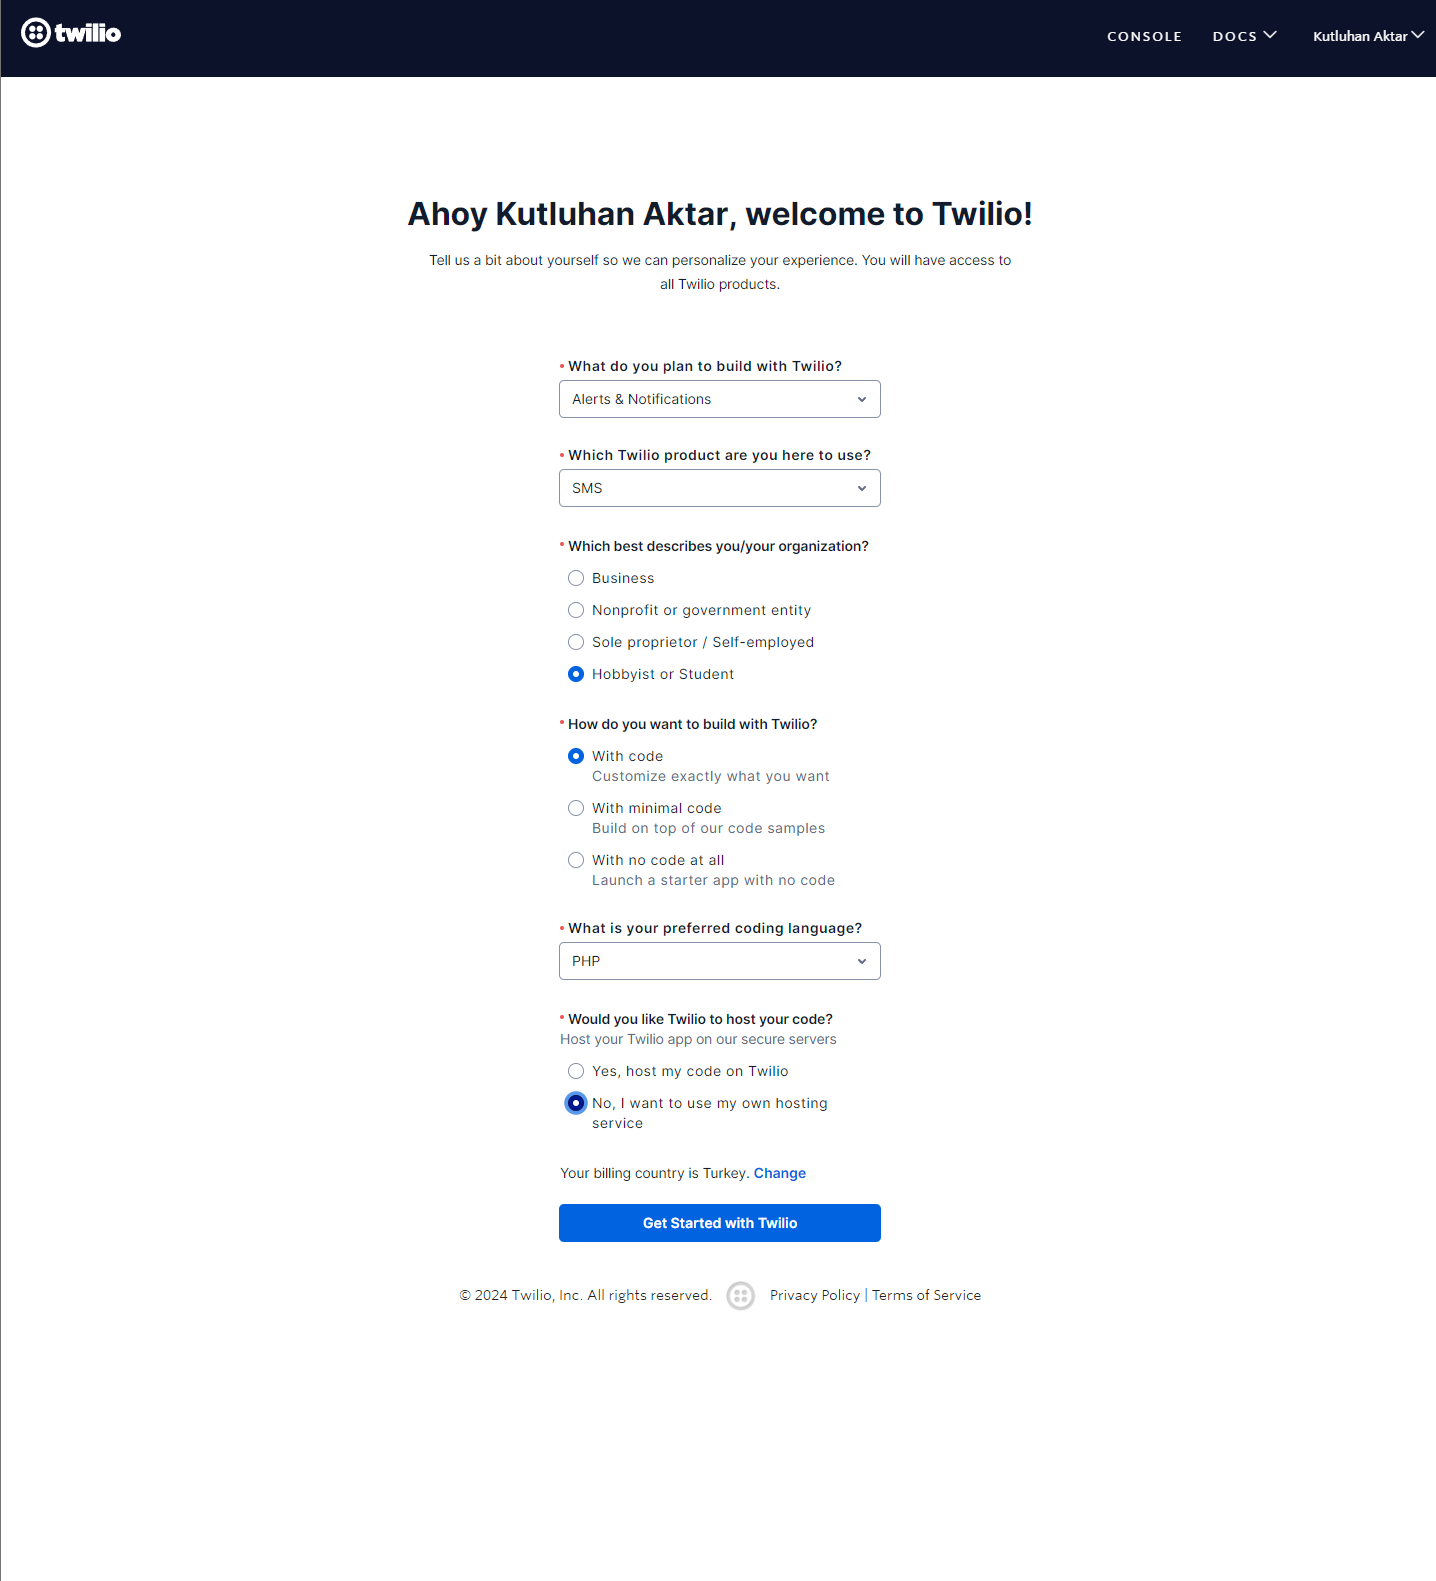 twilio
CONSOLE DOCS Kutluhan Aktar
Ahoy Kutluhan Aktar, welcome to Twilio!
Tell us a bit about yourself so we can personalize your experience. You will have access to
all Twilio products.
• What do you plan to build with Twilio?
Alerts & Notifications
• Which Twilio product are you here to use?
SMS
• Which best describes you/your organization?
Business
Nonprofit or government entity
Sole proprietor / Self-employed
Hobbyist or Student
• How do you want to build with Twilio?
With code
Customize exactly what you want
With minimal code
Build on top of our code samples
With no code at all
Launch a starter app with no code
• What is your preferred coding language?
PHP
• Would you like Twilio to host your code?
Host your Twilio app on our secure servers
Yes, host my code on Twilio
No, I want to use my own hosting
service
Your billing country is Turkey. Change
Get Started with Twilio
© 2024 Twilio, Inc. All rights reserved. Privacy Policy | Terms of Service